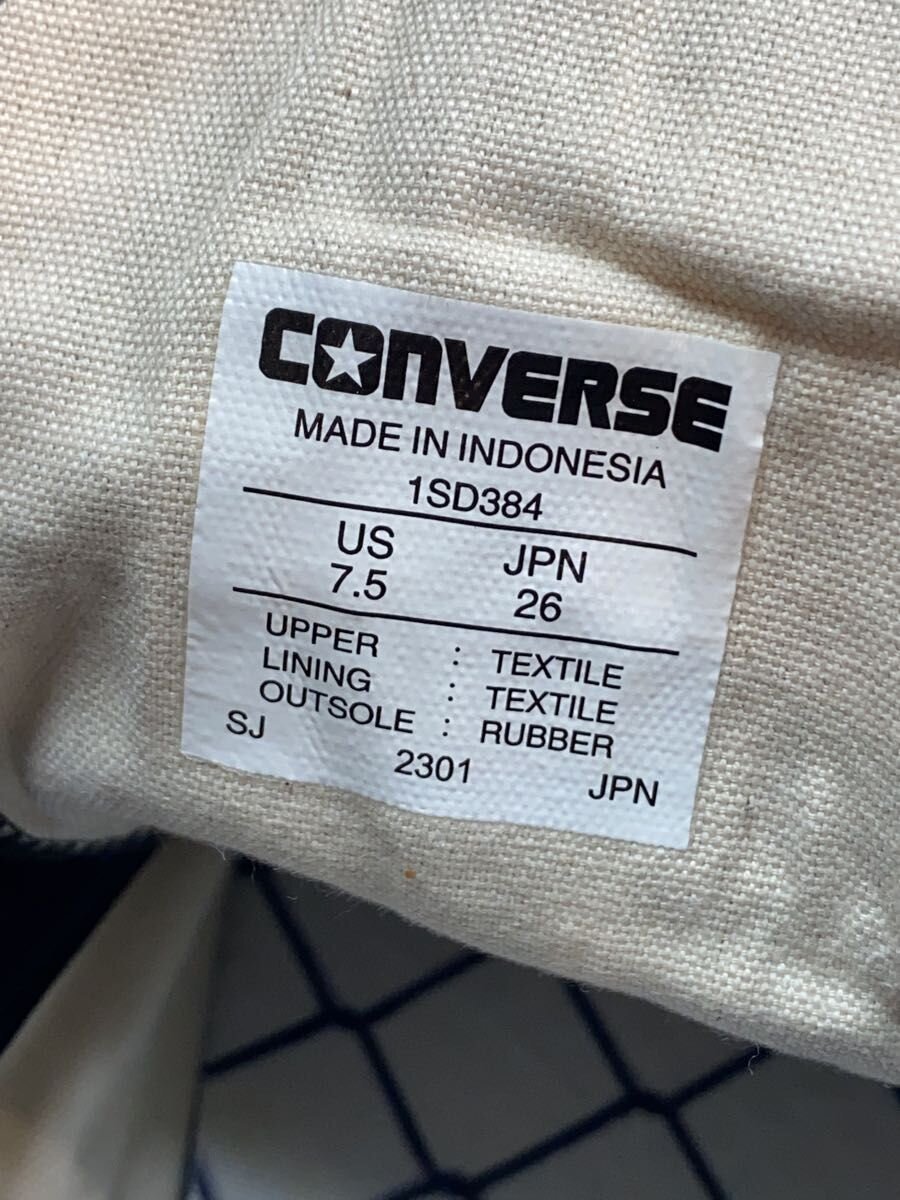 CONVERSE
MADE IN INDONESIA
1SD384
US JPN
7.5 26
UPPER : TEXTILE
LINING : TEXTILE
OUTSOLE : RUBBER
SJ 2301 JPN